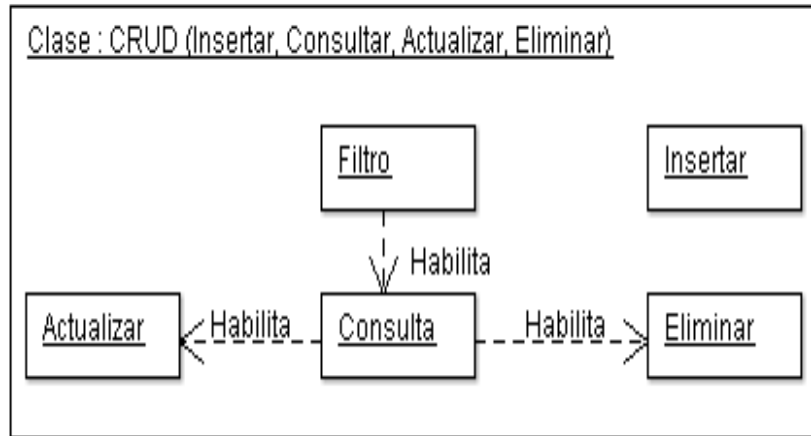 Clase : CRUD (Insertar, Consultar, Actualizar, Eliminar)
Filtro
Insertar
Habilita
Actualizar
Habilita
Consulta
Habilita
Eliminar